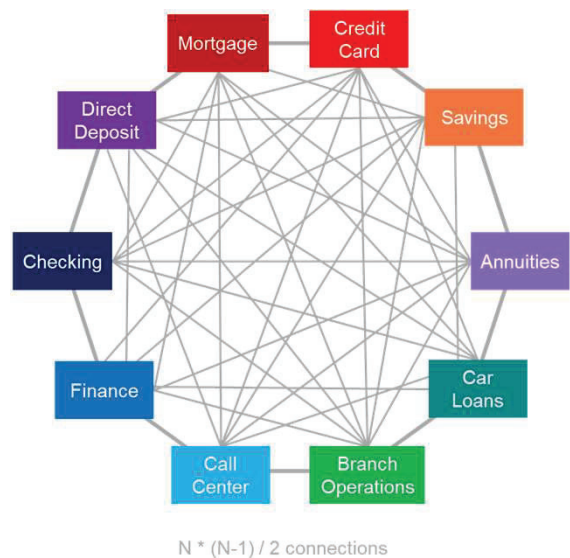 Mortgage
Credit
Card
Direct
Deposit
Savings
Checking
Annuities
Finance
Car
Loans
Call
Center
Branch
Operations
N * (N-1) / 2 connections